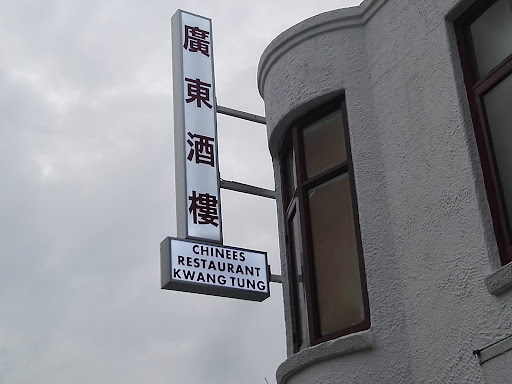 廣東酒樓
CHINEES
RESTAURANT
KWANG TUNG